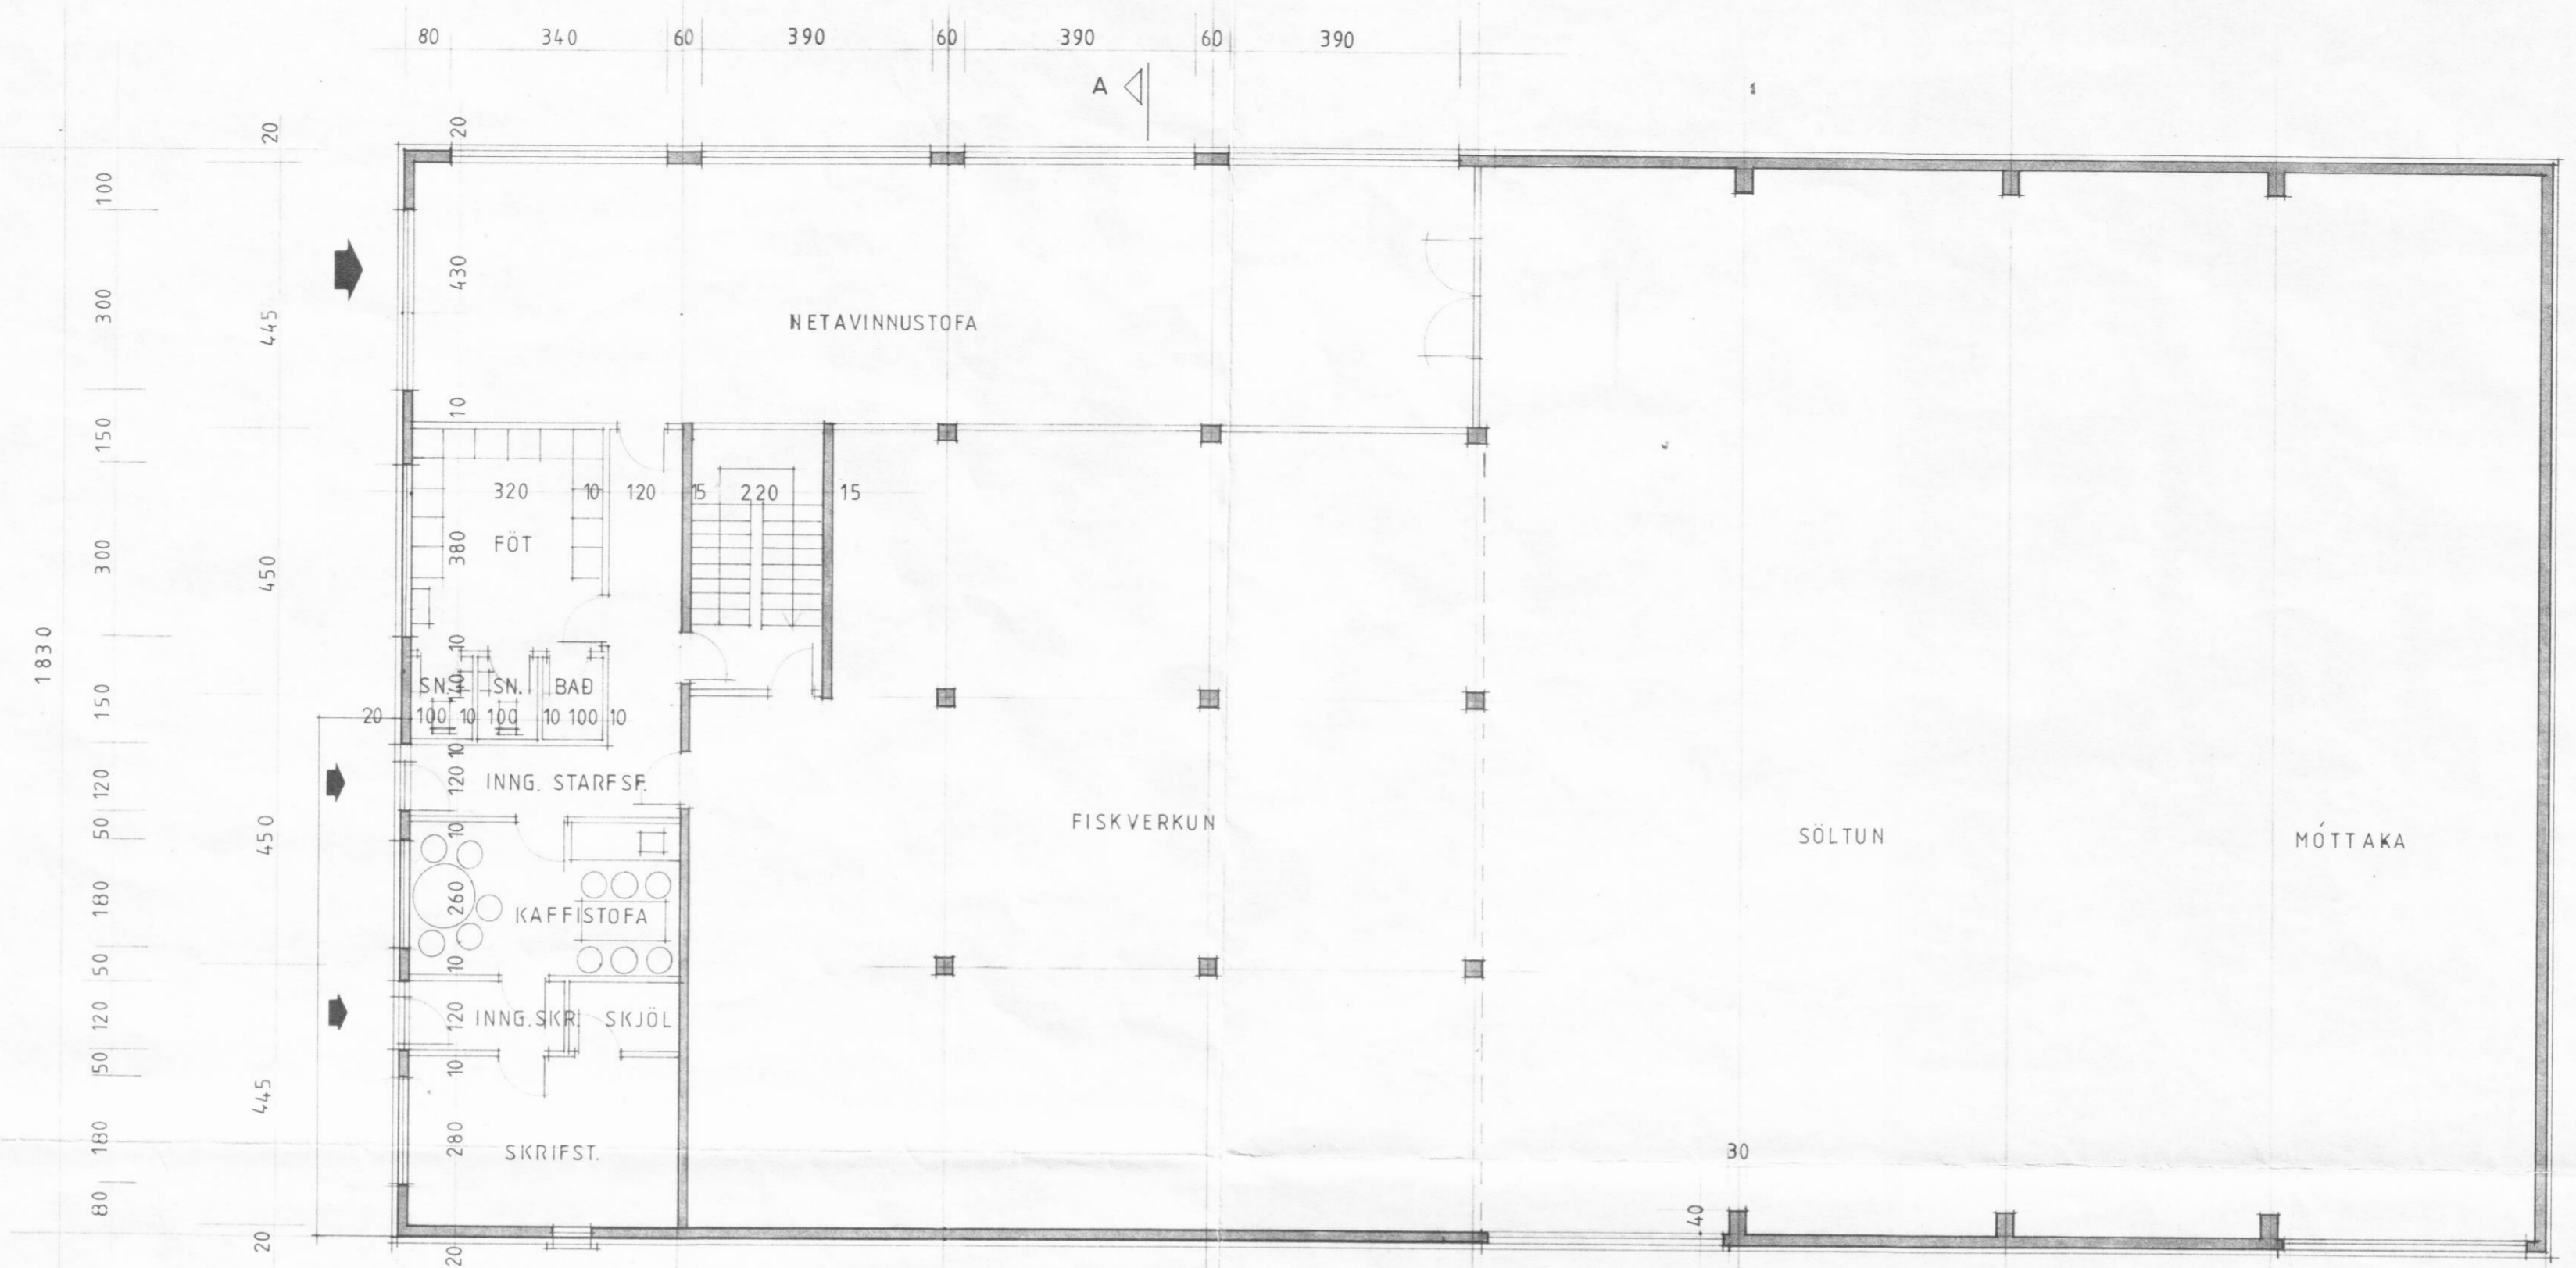 80 340 60 390 60 390 60 390
A
20 20
100
430
300
445
NETAVINNUSTOFA
10
150
320 10 120 15 220 15
380
FÖT
300
450
10
1830
SN. 140 SN. BAÐ
150
20 100 10 100 10 100 10
10
120 120 INNG. STARFSF.
50 10
450
FISKVERKUN
SÖLTUN
MÓTTAKA
180 260 KAFFISTOFA
50 10
120 120 INNG.SKR. SKJÖL
50 10
445
180 280 SKRIFST.
30
80
40
20 20